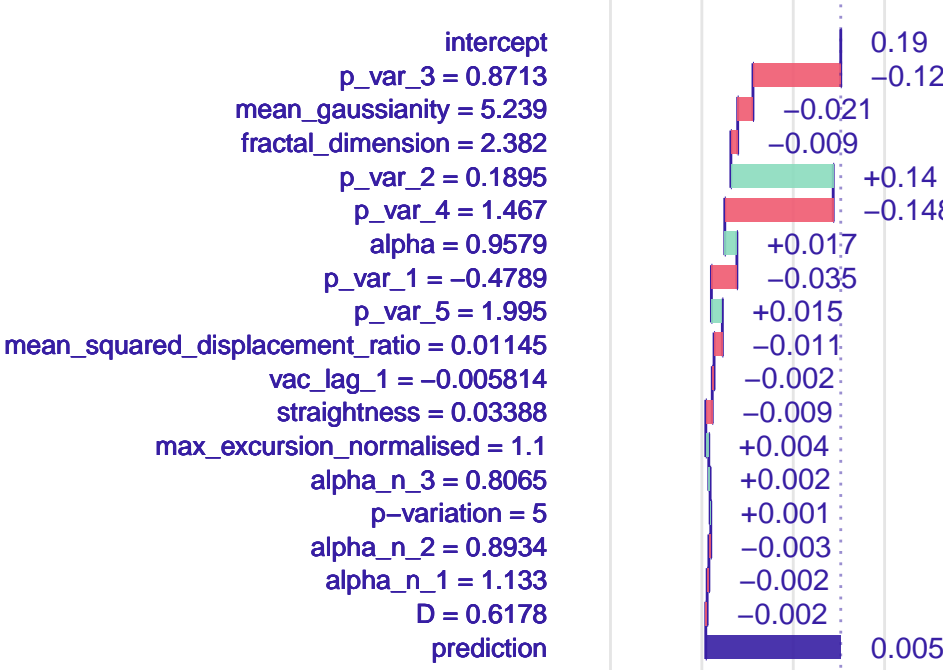 intercept 0.19
p_var_3 = 0.8713 −0.12
mean_gaussianity = 5.239 −0.021
fractal_dimension = 2.382 −0.009
p_var_2 = 0.1895 +0.14
p_var_4 = 1.467 −0.148
alpha = 0.9579 +0.017
p_var_1 = −0.4789 −0.035
p_var_5 = 1.995 +0.015
mean_squared_displacement_ratio = 0.01145 −0.011
vac_lag_1 = −0.005814 −0.002
straightness = 0.03388 −0.009
max_excursion_normalised = 1.1 +0.004
alpha_n_3 = 0.8065 +0.002
p−variation = 5 +0.001
alpha_n_2 = 0.8934 −0.003
alpha_n_1 = 1.133 −0.002
D = 0.6178 −0.002
prediction 0.005